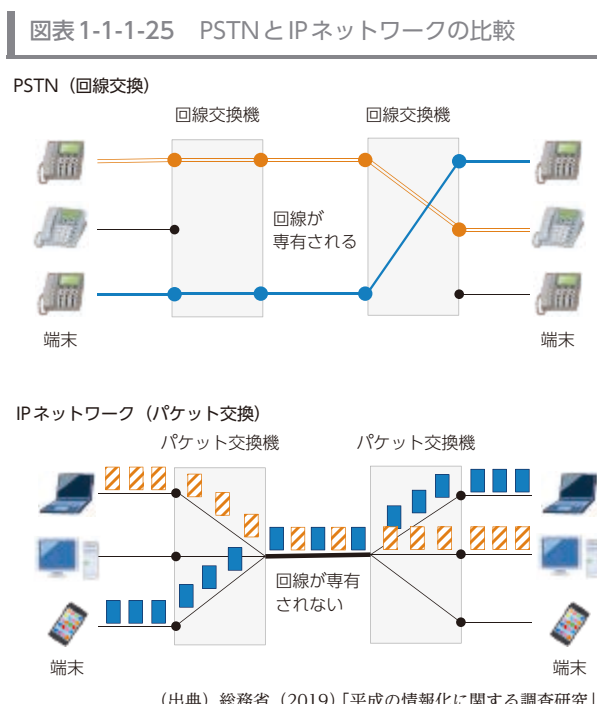 図表1-1-1-25 PSTNとIPネットワークの比較
PSTN（回線交換）
回線交換機 回線交換機
回線が
専有される
端末 端末
IPネットワーク（パケット交換）
パケット交換機 パケット交換機
回線が専有
されない
端末 端末
（出典）総務省（2019）「平成の情報化に関する調査研究」